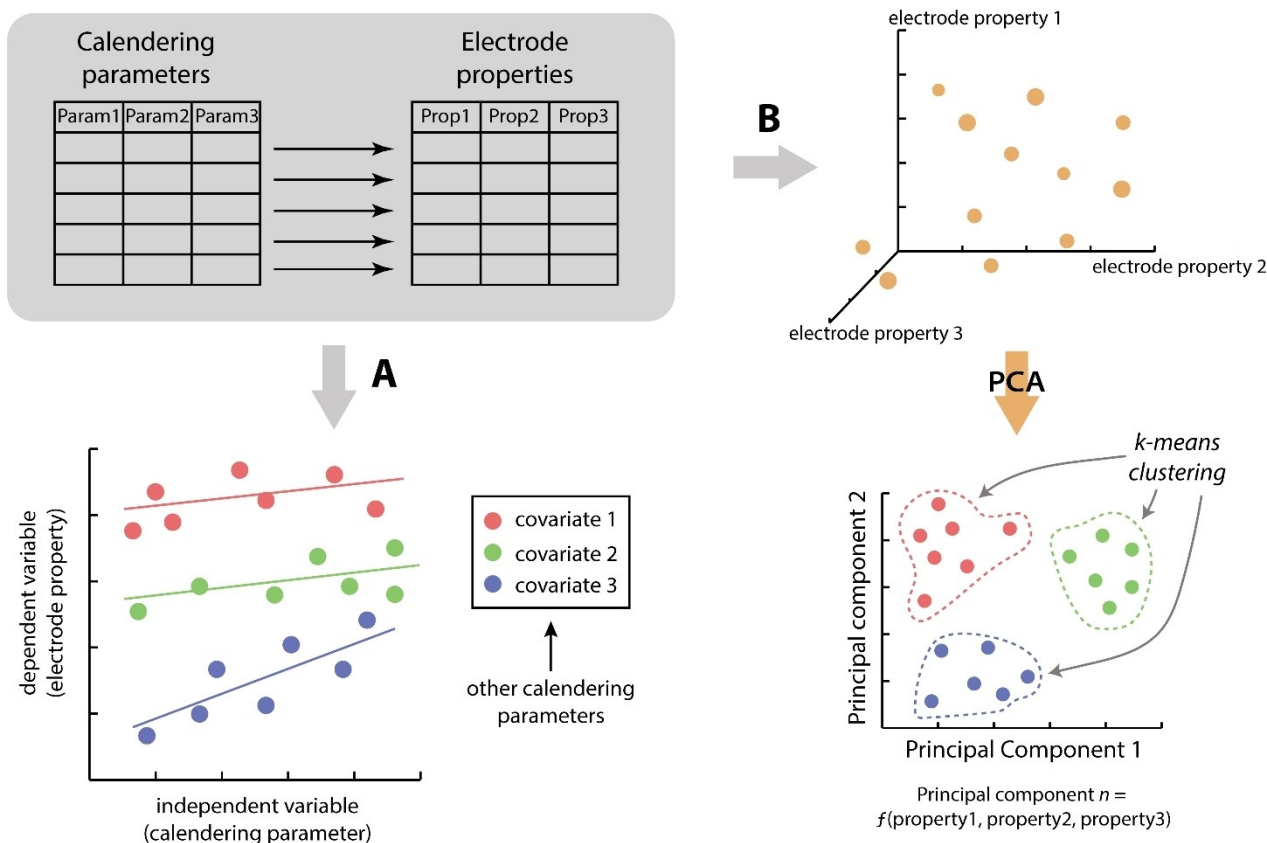 Calendering
parameters
Electrode
properties
Param1 Param2 Param3
Prop1 Prop2 Prop3
B
electrode property 1
electrode property 2
electrode property 3
A
PCA
dependent variable
(electrode property)
independent variable
(calendering parameter)
covariate 1
covariate 2
covariate 3
other calendering
parameters
k-means
clustering
Principal component 2
Principal Component 1
Principal component n =
f(property1, property2, property3)